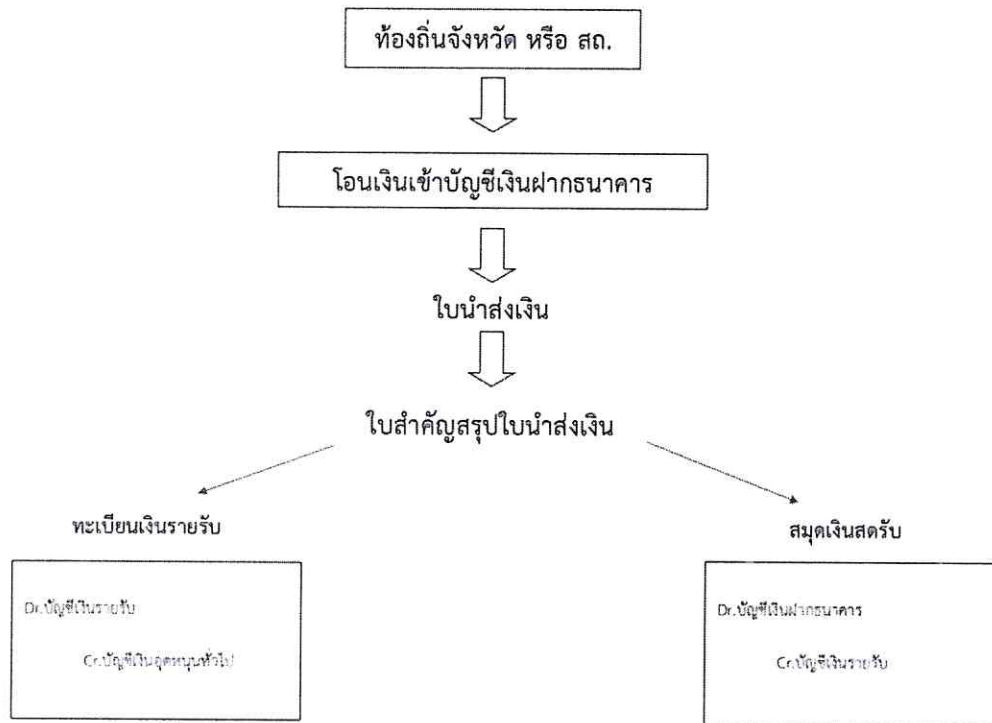 ท้องถิ่นจังหวัด หรือ สถ.
โอนเงินเข้าบัญชีเงินฝากธนาคาร
ใบนำส่งเงิน
ใบสำคัญสรุปใบนำส่งเงิน
ทะเบียนเงินรายรับ
สมุดเงินสดรับ
Dr.บัญชีเงินรายรับ
Cr.บัญชีเงินอุดหนุนทั่วไป
Dr.บัญชีเงินฝากธนาคาร
Cr.บัญชีเงินรายรับ